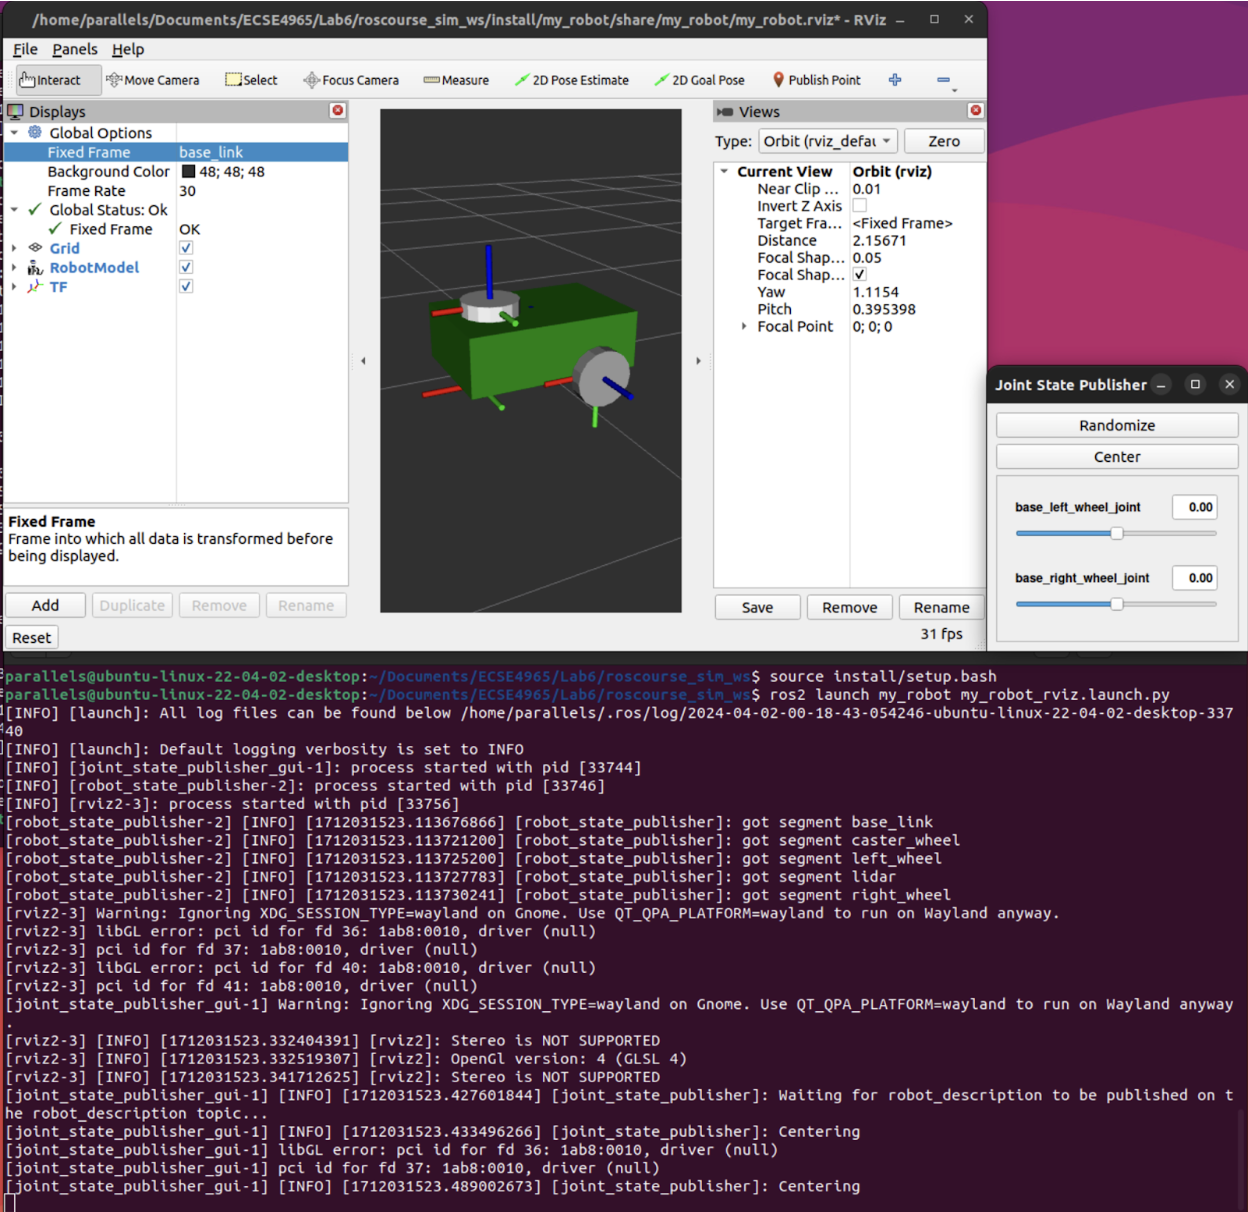 /home/parallels/Documents/ECSE4965/Lab6/roscourse_sim_ws/install/my_robot/share/my_robot/my_robot.rviz* - RViz
File Panels Help
Interact Move Camera Select Focus Camera Measure 2D Pose Estimate 2D Goal Pose Publish Point
Displays
Global Options
Fixed Frame base_link
Background Color 48; 48; 48
Frame Rate 30
Global Status: Ok
Fixed Frame OK
Grid
RobotModel
TF
Fixed Frame
Frame into which all data is transformed before
being displayed.
Add Duplicate Remove Rename
Reset
Views
Type: Orbit (rviz_defau Zero
Current View Orbit (rviz)
Near Clip ... 0.01
Invert Z Axis
Target Fra... <Fixed Frame>
Distance 2.15671
Focal Shap... 0.05
Focal Shap...
Yaw 1.1154
Pitch 0.395398
Focal Point 0; 0; 0
Save Remove Rename
31 fps
Joint State Publisher
Randomize
Center
base_left_wheel_joint 0.00
base_right_wheel_joint 0.00
parallels@ubuntu-linux-22-04-02-desktop:~/Documents/ECSE4965/Lab6/roscourse_sim_ws$ source install/setup.bash
parallels@ubuntu-linux-22-04-02-desktop:~/Documents/ECSE4965/Lab6/roscourse_sim_ws$ ros2 launch my_robot my_robot_rviz.launch.py
[INFO] [launch]: All log files can be found below /home/parallels/.ros/log/2024-04-02-00-18-43-054246-ubuntu-linux-22-04-02-desktop-337
40
[INFO] [launch]: Default logging verbosity is set to INFO
[INFO] [joint_state_publisher_gui-1]: process started with pid [33744]
[INFO] [robot_state_publisher-2]: process started with pid [33746]
[INFO] [rviz2-3]: process started with pid [33756]
[robot_state_publisher-2] [INFO] [1712031523.113676866] [robot_state_publisher]: got segment base_link
[robot_state_publisher-2] [INFO] [1712031523.113721200] [robot_state_publisher]: got segment caster_wheel
[robot_state_publisher-2] [INFO] [1712031523.113725200] [robot_state_publisher]: got segment left_wheel
[robot_state_publisher-2] [INFO] [1712031523.113727783] [robot_state_publisher]: got segment lidar
[robot_state_publisher-2] [INFO] [1712031523.113730241] [robot_state_publisher]: got segment right_wheel
[rviz2-3] Warning: Ignoring XDG_SESSION_TYPE=wayland on Gnome. Use QT_QPA_PLATFORM=wayland to run on Wayland anyway.
[rviz2-3] libGL error: pci id for fd 36: 1ab8:0010, driver (null)
[rviz2-3] pci id for fd 37: 1ab8:0010, driver (null)
[rviz2-3] libGL error: pci id for fd 40: 1ab8:0010, driver (null)
[rviz2-3] pci id for fd 41: 1ab8:0010, driver (null)
[joint_state_publisher_gui-1] Warning: Ignoring XDG_SESSION_TYPE=wayland on Gnome. Use QT_QPA_PLATFORM=wayland to run on Wayland anyway
.
[rviz2-3] [INFO] [1712031523.332404391] [rviz2]: Stereo is NOT SUPPORTED
[rviz2-3] [INFO] [1712031523.332519307] [rviz2]: OpenGl version: 4 (GLSL 4)
[rviz2-3] [INFO] [1712031523.341712625] [rviz2]: Stereo is NOT SUPPORTED
[joint_state_publisher_gui-1] [INFO] [1712031523.427601844] [joint_state_publisher]: Waiting for robot_description to be published on t
he robot_description topic...
[joint_state_publisher_gui-1] [INFO] [1712031523.433496266] [joint_state_publisher]: Centering
[joint_state_publisher_gui-1] libGL error: pci id for fd 36: 1ab8:0010, driver (null)
[joint_state_publisher_gui-1] pci id for fd 37: 1ab8:0010, driver (null)
[joint_state_publisher_gui-1] [INFO] [1712031523.489002673] [joint_state_publisher]: Centering